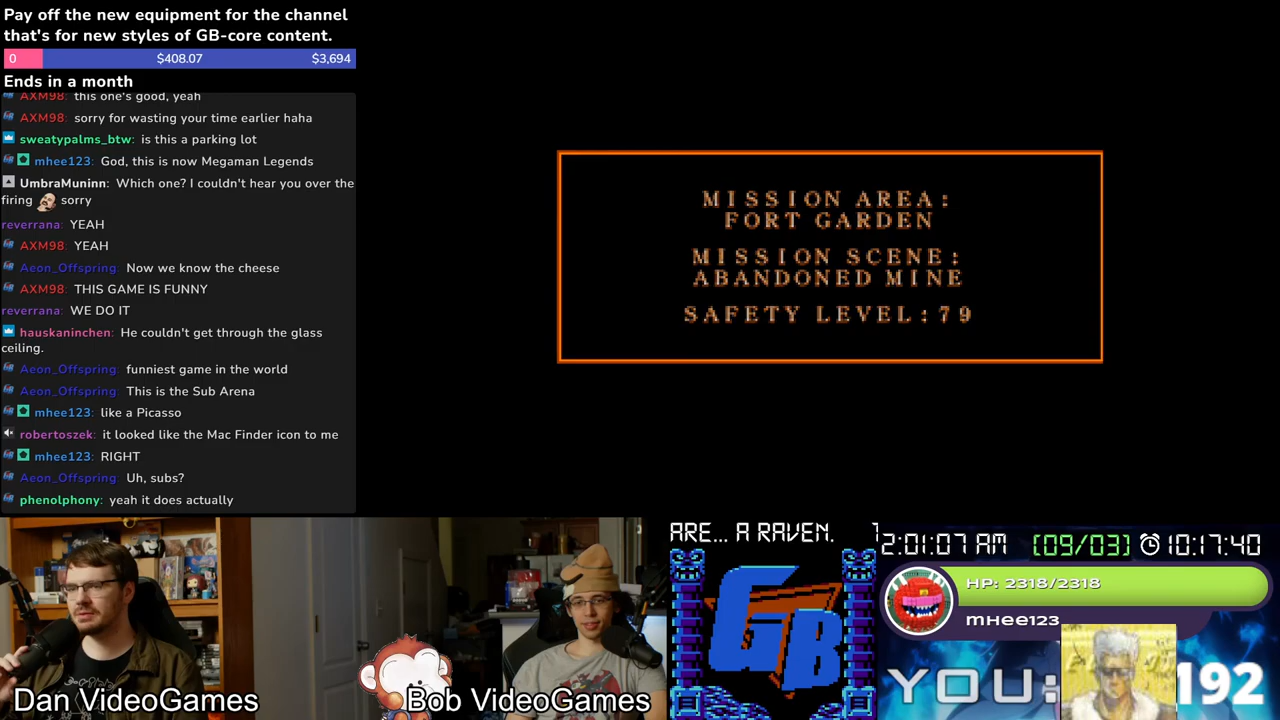 Pay off the new equipment for the channel
that's for new styles of GB-core content.
0 $408.07 $3,694
Ends in a month
AXM98: this one's good, yeah
AXM98: sorry for wasting your time earlier haha
sweatypalms_btw: is this a parking lot
mhee123: God, this is now Megaman Legends
UmbraMuninn: Which one? I couldn't hear you over the
firing sorry
reverrana: YEAH
AXM98: YEAH
Aeon_Offspring: Now we know the cheese
AXM98: THIS GAME IS FUNNY
reverrana: WE DO IT
hauskaninchen: He couldn't get through the glass
ceiling.
Aeon_Offspring: funniest game in the world
Aeon_Offspring: This is the Sub Arena
mhee123: like a Picasso
robertoszek: it looked like the Mac Finder icon to me
mhee123: RIGHT
Aeon_Offspring: Uh, subs?
phenolphony: yeah it does actually
MISSION AREA:
FORT GARDEN
MISSION SCENE:
ABANDONED MINE
SAFETY LEVEL:79
ARE... A RAVEN.
2:01:07 AM [09/03] 10:17:40
HP: 2318/2318
mHee123
GB
YOU: 192
Dan VideoGames
Bob VideoGames